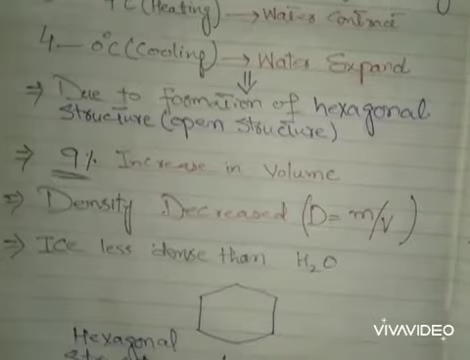 °C (Heating) → Water Contract
4 – 0°C (Cooling) → Water Expand
⇓
⇒ Due to formation of hexagonal
structure (open structure)
⇒ 9% Increase in Volume
⇒ Density Decreased (D = m/v)
⇒ Ice less dense than H₂O
Hexagonal
VIVAVIDEO